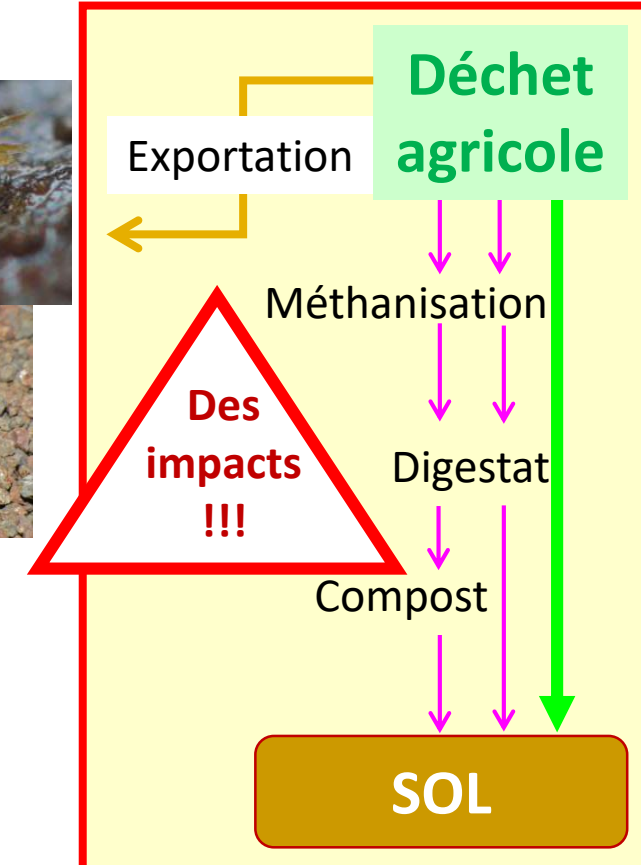 Déchet
agricole
Exportation
Méthanisation
Des
impacts
!!!
Digestat
Compost
SOL